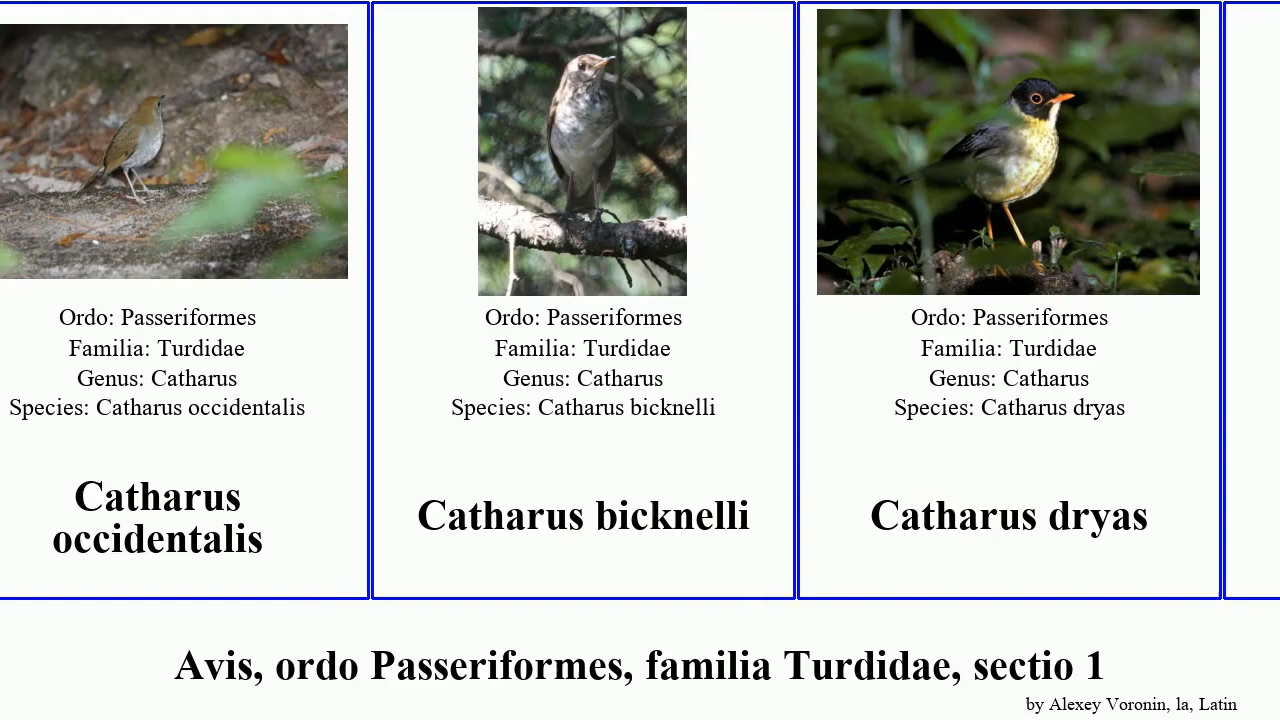 Ordo: Passeriformes
Familia: Turdidae
Genus: Catharus
Species: Catharus occidentalis
Catharus
occidentalis
Ordo: Passeriformes
Familia: Turdidae
Genus: Catharus
Species: Catharus bicknelli
Catharus bicknelli
Ordo: Passeriformes
Familia: Turdidae
Genus: Catharus
Species: Catharus dryas
Catharus dryas
Avis, ordo Passeriformes, familia Turdidae, sectio 1
by Alexey Voronin, la, Latin